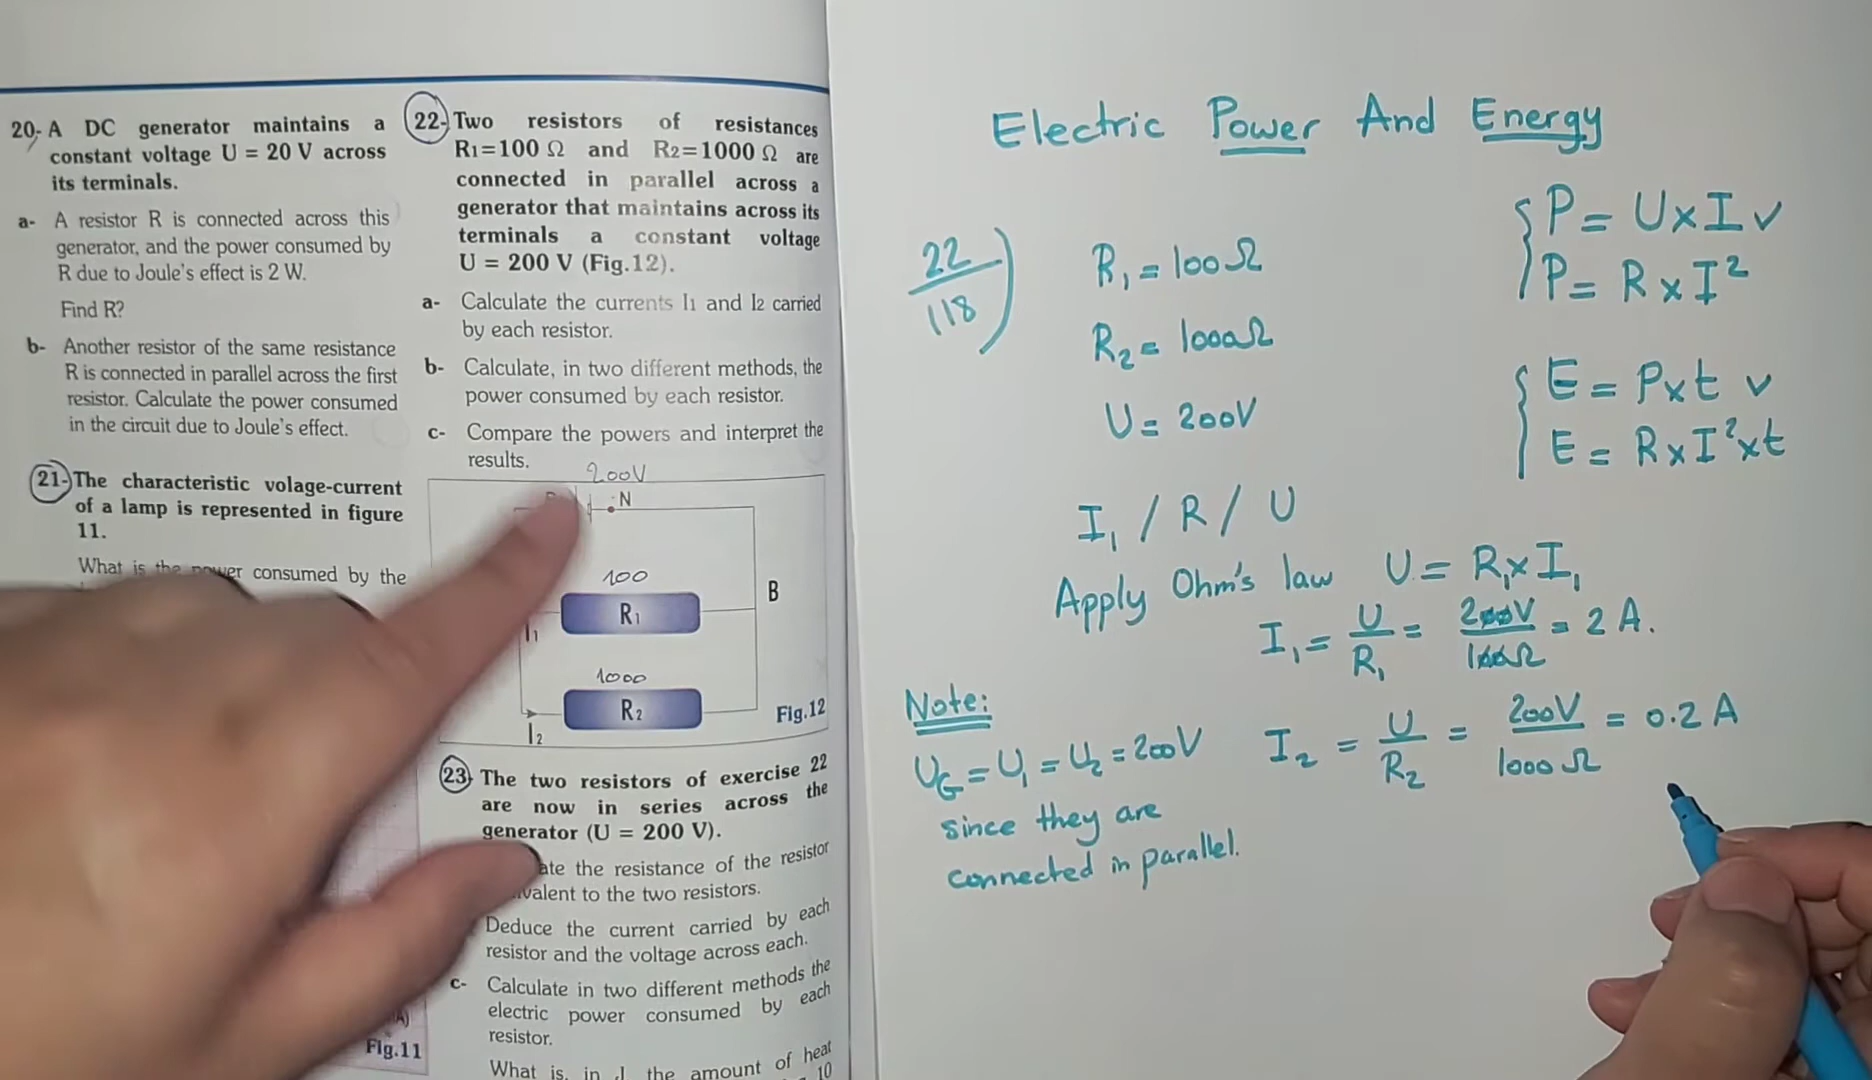 20- A DC generator maintains a
constant voltage U = 20 V across
its terminals.
a- A resistor R is connected across this
generator, and the power consumed by
R due to Joule's effect is 2 W.
Find R?
b- Another resistor of the same resistance
R is connected in parallel across the first
resistor. Calculate the power consumed
in the circuit due to Joule's effect.
21- The characteristic volage-current
of a lamp is represented in figure
11.
What is the power consumed by the
Fig.11
22- Two resistors of resistances
R1=100 Ω and R2=1000 Ω are
connected in parallel across a
generator that maintains across its
terminals a constant voltage
U = 200 V (Fig.12).
a- Calculate the currents I1 and I2 carried
by each resistor.
b- Calculate, in two different methods, the
power consumed by each resistor.
c- Compare the powers and interpret the
results.
200V
N
100
R1
B
I1
1000
R2
I2
Fig.12
23- The two resistors of exercise 22
are now in series across the
generator (U = 200 V).
the resistance of the resistor
to the two resistors.
Deduce the current carried by each
resistor and the voltage across each.
c- Calculate in two different methods the
electric power consumed by each
resistor.
What is, in J, the amount of heat
10
Electric Power And Energy
22/118)
R₁ = 100Ω
R₂ = 1000Ω
U = 200V
P = U×I ✓
P = R×I²
E = P×t ✓
E = R×I²×t
I₁ / R / U
Apply Ohm's law U = R₁×I₁
I₁ = U/R₁ = 200V/100Ω = 2 A.
I₂ = U/R₂ = 200V/1000Ω = 0.2 A
Note:
U_G = U₁ = U₂ = 200V
since they are
connected in parallel.